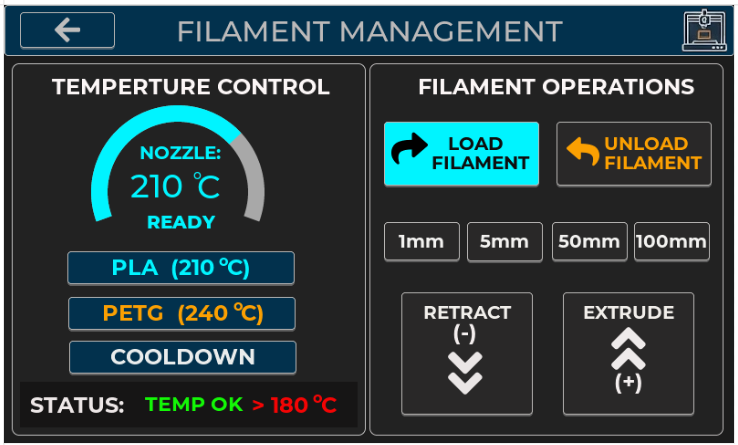 FILAMENT MANAGEMENT
TEMPERTURE CONTROL
NOZZLE:
210 °C
READY
PLA (210 °C)
PETG (240 °C)
COOLDOWN
STATUS: TEMP OK > 180 °C
FILAMENT OPERATIONS
LOAD
FILAMENT
UNLOAD
FILAMENT
1mm 5mm 50mm 100mm
RETRACT
(-)
EXTRUDE
(+)